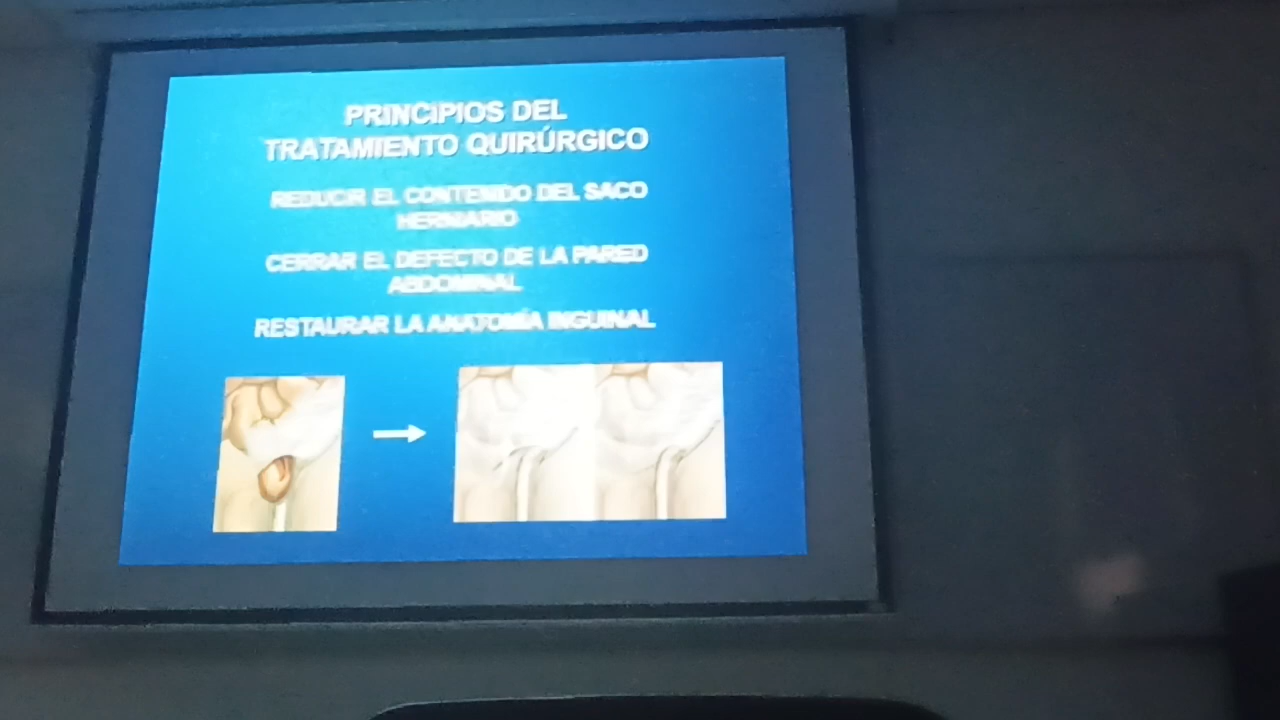 PRINCIPIOS DEL
TRATAMIENTO QUIRÚRGICO
REDUCIR EL CONTENIDO DEL SACO
HERNIARIO
CERRAR EL DEFECTO DE LA PARED
ABDOMINAL
RESTAURAR LA ANATOMÍA INGUINAL